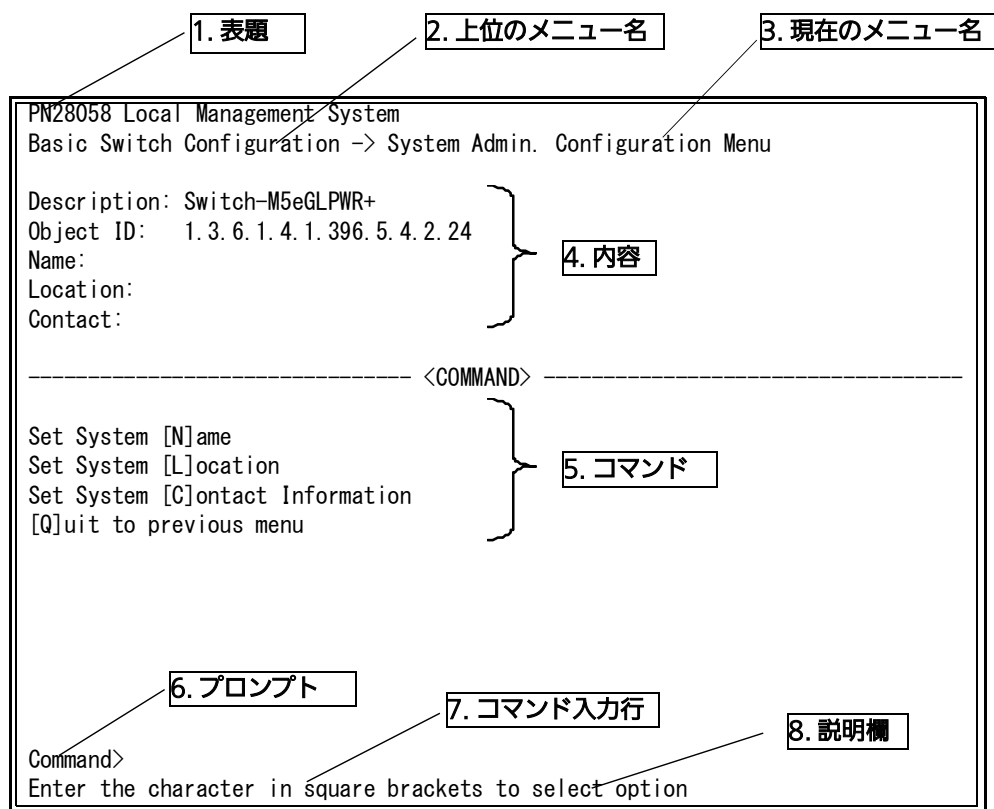 1. 表題
2. 上位のメニュー名
3. 現在のメニュー名
PN28058 Local Management System
Basic Switch Configuration -> System Admin. Configuration Menu
Description: Switch-M5eGLPWR+
Object ID: 1.3.6.1.4.1.396.5.4.2.24
Name:
Location:
Contact:
4. 内容
-------------------------------- <COMMAND> -----------------------------------
Set System [N]ame
Set System [L]ocation
Set System [C]ontact Information
[Q]uit to previous menu
5. コマンド
6. プロンプト
7. コマンド入力行
8. 説明欄
Command>
Enter the character in square brackets to select option